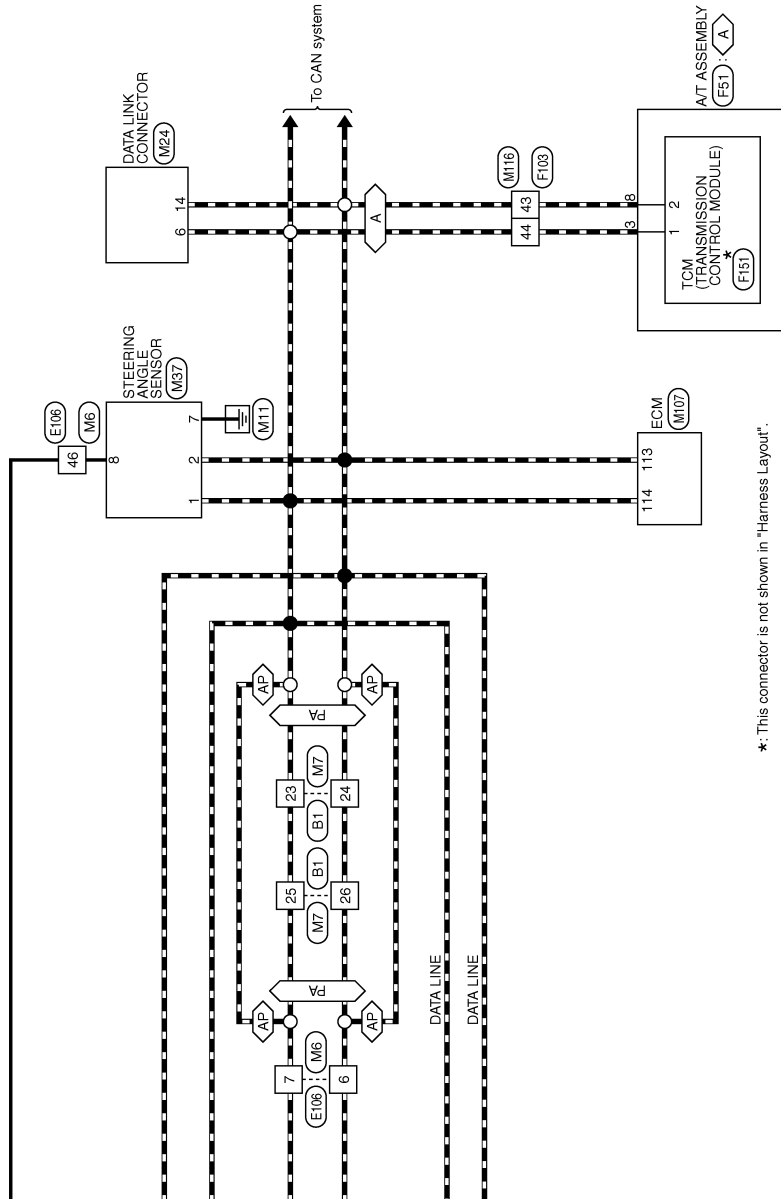 DATA LINK
CONNECTOR
M24
14
6
To CAN system
A/T ASSEMBLY
F51 : A
M116
F103
43
44
A
8
3
2
1
TCM
(TRANSMISSION
CONTROL MODULE)
*
F151
STEERING
ANGLE
SENSOR
M37
E106
M6
46
8
7
2
1
M11
ECM
M107
113
114
AP
AP
PA
M7
23
24
B1
B1
25
26
M7
PA
AP
AP
M6
7
6
E106
DATA LINE
DATA LINE
*: This connector is not shown in "Harness Layout".